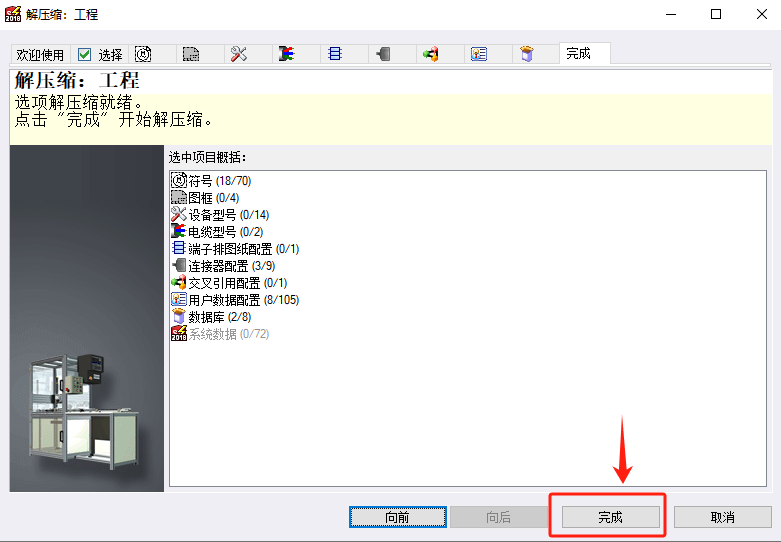 解压缩：工程
欢迎使用 选择 完成
解压缩：工程
选项解压缩就绪。
点击 "完成" 开始解压缩。
选中项目概括：
符号 (18/70)
图框 (0/4)
设备型号 (0/14)
电缆型号 (0/2)
端子排图纸配置 (0/1)
连接器配置 (3/9)
交叉引用配置 (0/1)
用户数据配置 (8/105)
数据库 (2/8)
系统数据 (0/72)
向前 向后 完成 取消